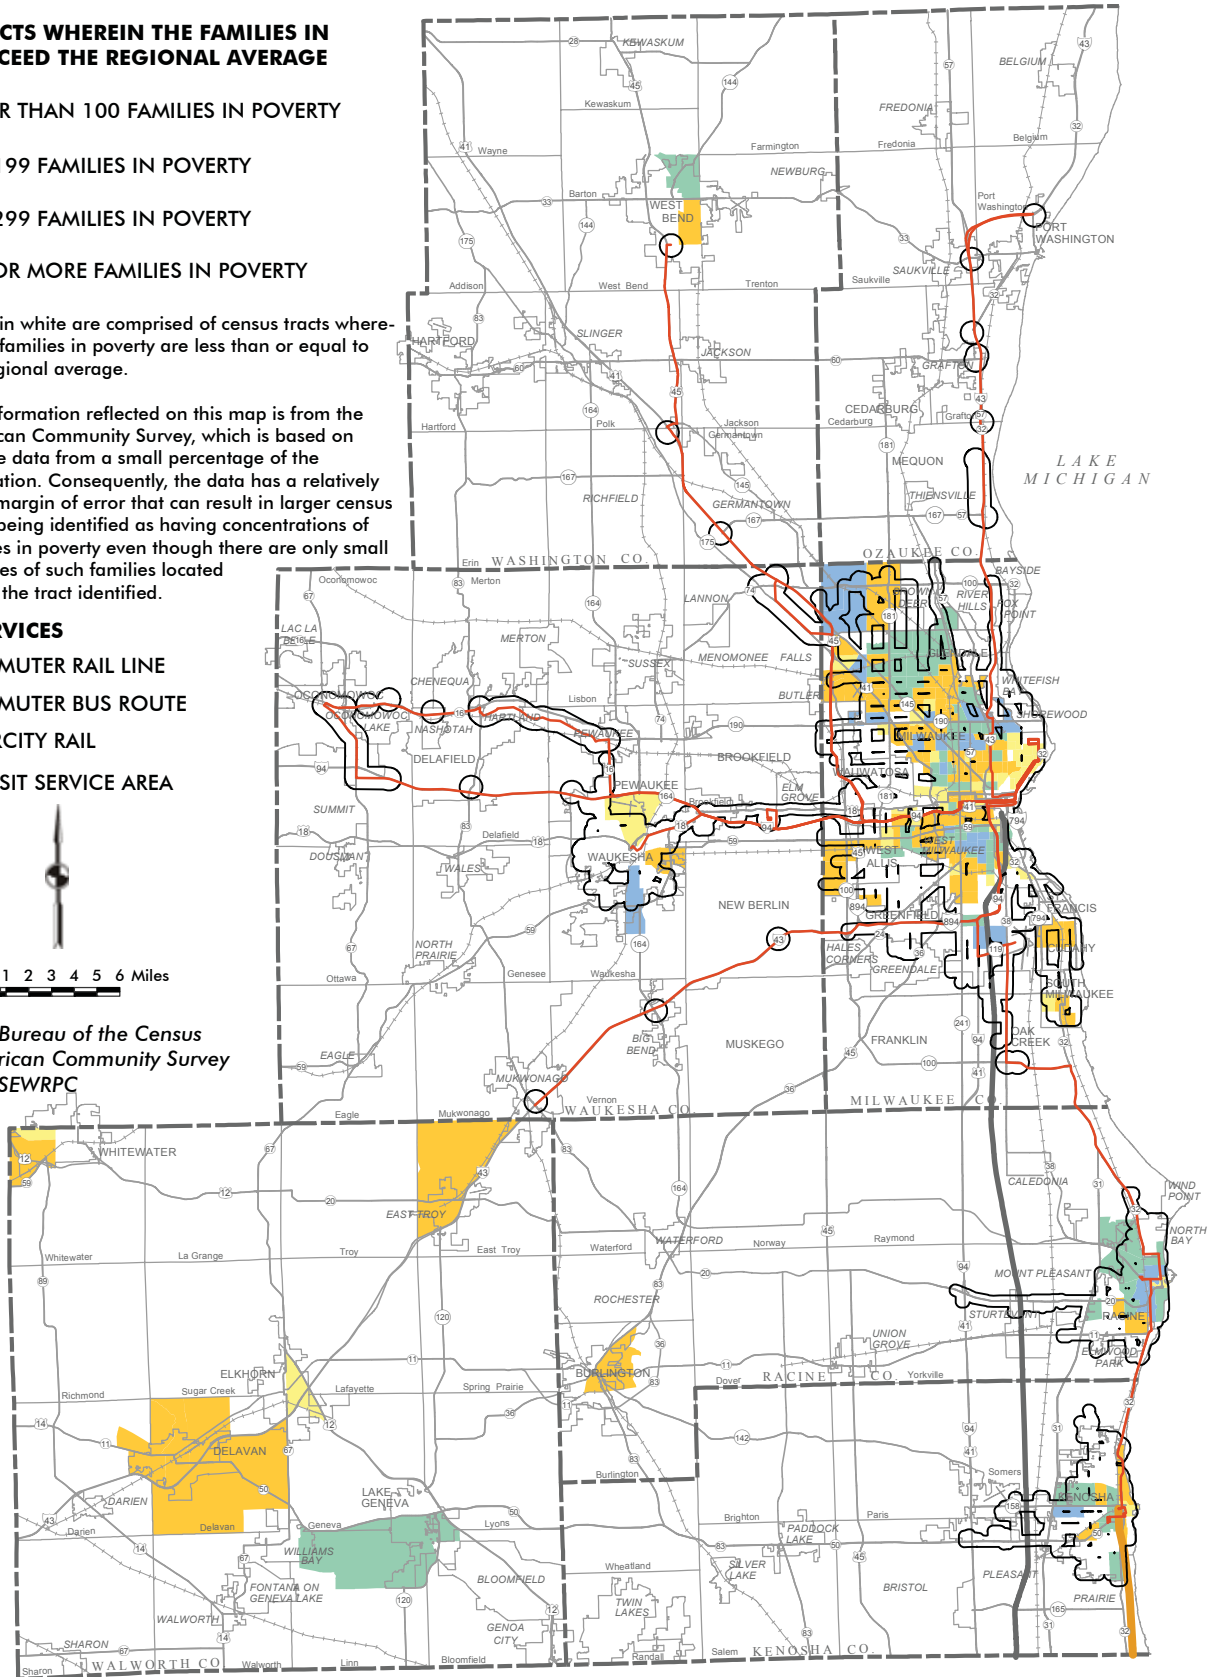 CTS WHEREIN THE FAMILIES IN
CEED THE REGIONAL AVERAGE
R THAN 100 FAMILIES IN POVERTY
199 FAMILIES IN POVERTY
299 FAMILIES IN POVERTY
OR MORE FAMILIES IN POVERTY
in white are comprised of census tracts where-
families in poverty are less than or equal to
gional average.
formation reflected on this map is from the
can Community Survey, which is based on
e data from a small percentage of the
ation. Consequently, the data has a relatively
margin of error that can result in larger census
being identified as having concentrations of
es in poverty even though there are only small
es of such families located
the tract identified.
RVICES
MUTER RAIL LINE
MUTER BUS ROUTE
RCITY RAIL
SIT SERVICE AREA
1 2 3 4 5 6 Miles
Bureau of the Census
rican Community Survey
SEWRPC
KEWASKUM
BELGIUM
Kewaskum
FREDONIA
Wayne
Farmington
Fredonia
Belgium
NEWBURG
Barton
WEST
BEND
Port
Washington
PORT
WASHINGTON
SAUKVILLE
Addison
West Bend
Trenton
Saukville
SLINGER
HARTFORD
JACKSON
GRAFTON
CEDARBURG
Hartford
Polk
Jackson
Germantown
Cedarburg
Grafton
MEQUON
LAKE
MICHIGAN
RICHFIELD
THIENSVILLE
GERMANTOWN
Erin
WASHINGTON CO.
OZAUKEE CO.
Oconomowoc
Merton
BAYSIDE
BROWN
DEER
RIVER
HILLS
FOX
POINT
LANNON
LAC LA
BELLE
MERTON
SUSSEX
MENOMONEE FALLS
GLENDALE
CHENEQUA
WHITEFISH
BAY
OCONOMOWOC
Lisbon
BUTLER
OCONOMOWOC
LAKE
NASHOTAH
HARTLAND
PEWAUKEE
SHOREWOOD
MILWAUKEE
DELAFIELD
BROOKFIELD
WAUWATOSA
PEWAUKEE
ELM
GROVE
SUMMIT
Brookfield
Delafield
DOUSMAN
WALES
WAUKESHA
WEST
ALLIS
WEST
MILWAUKEE
NEW BERLIN
GREENFIELD
FRANCIS
NORTH
PRAIRIE
HALES
CORNERS
GREENDALE
CUDAHY
Ottawa
Genesee
Waukesha
SOUTH
MILWAUKEE
BIG
BEND
MUSKEGO
FRANKLIN
OAK
CREEK
EAGLE
MUKWONAGO
Vernon
WAUKESHA CO.
MILWAUKEE CO.
Eagle
Mukwonago
WHITEWATER
CALEDONIA
WIND
POINT
EAST TROY
NORTH
BAY
Whitewater
La Grange
Troy
East Troy
Waterford
WATERFORD
Norway
Raymond
MOUNT PLEASANT
ROCHESTER
STURTEVANT
RACINE
UNION
GROVE
ELMWOOD
PARK
ELKHORN
BURLINGTON
Richmond
Sugar Creek
Lafayette
Spring Prairie
Dover
RACINE CO.
Yorkville
DELAVAN
Burlington
LAKE
GENEVA
Somers
KENOSHA
DARIEN
Darien
Delavan
Geneva
Lyons
Brighton
Paris
PADDOCK
LAKE
WILLIAMS
BAY
BLOOMFIELD
Wheatland
SILVER
LAKE
PLEASANT
PRAIRIE
FONTANA ON
GENEVA LAKE
BRISTOL
TWIN
LAKES
WALWORTH
GENOA
CITY
SHARON
Sharon
WALWORTH CO
Walworth
Linn
Bloomfield
Randall
Salem
KENOSHA CO.